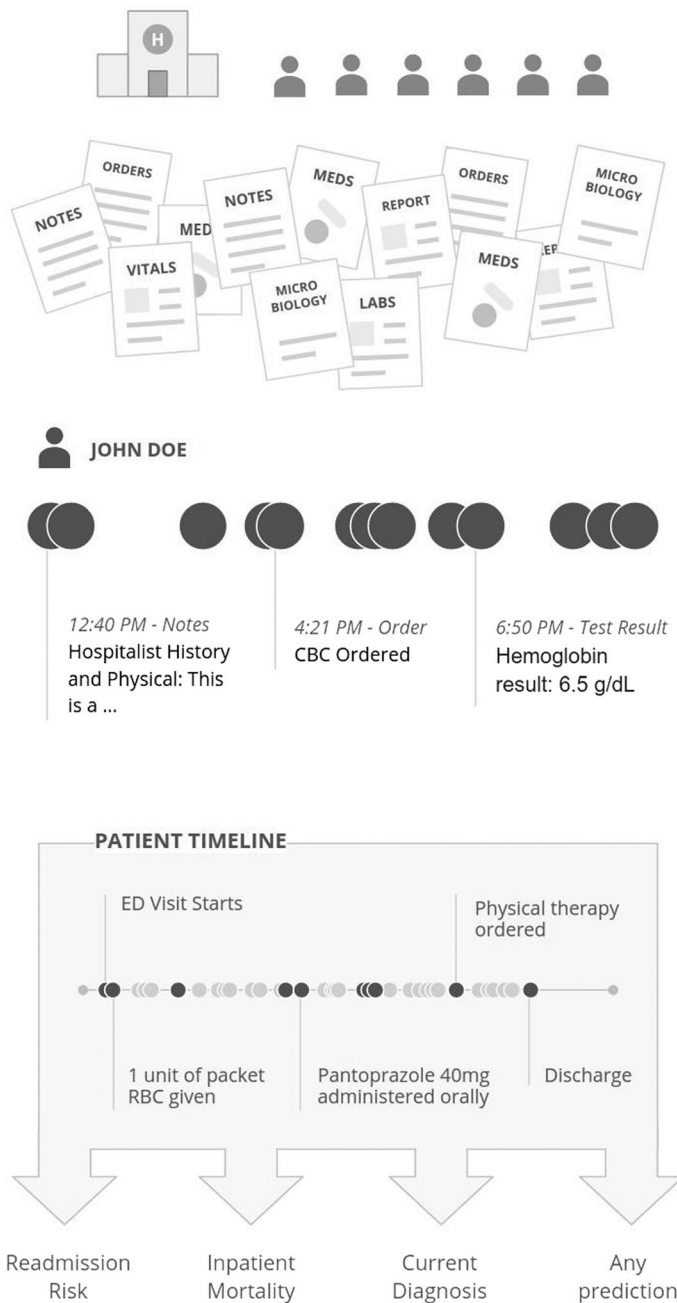 H
ORDERS
MEDS
ORDERS
MICRO
BIOLOGY
NOTES
NOTES
REPORT
MED
VITALS
MICRO
BIOLOGY
LABS
MEDS
JOHN DOE
12:40 PM - Notes
Hospitalist History
and Physical: This
is a ...
4:21 PM - Order
CBC Ordered
6:50 PM - Test Result
Hemoglobin
result: 6.5 g/dL
PATIENT TIMELINE
ED Visit Starts
Physical therapy
ordered
1 unit of packet
RBC given
Pantoprazole 40mg
administered orally
Discharge
Readmission
Risk
Inpatient
Mortality
Current
Diagnosis
Any
prediction